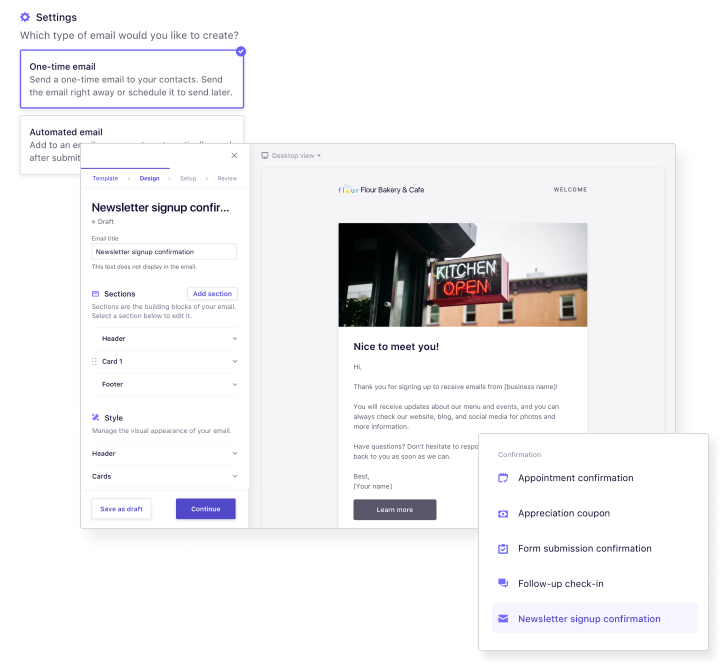 Settings
Which type of email would you like to create?
One-time email
Send a one-time email to your contacts. Send
the email right away or schedule it to send later.
Automated email
Add to an
after submit
Template
Design
Setup
Review
Newsletter signup confir...
Draft
Email title
Newsletter signup confirmation
This text does not display in the email.
Sections
Add section
Sections are the building blocks of your email.
Select a section below to edit it.
Header
Card 1
Footer
Style
Manage the visual appearance of your email.
Header
Cards
Save as draft
Continue
Desktop view
flour Flour Bakery & Cafe
WELCOME
KITCHEN
OPEN
Nice to meet you!
Hi,
Thank you for signing up to receive emails from [business name]!
You will receive updates about our menu and events, and you can
always check our website, blog, and social media for photos and
more information.
Have questions? Don't hesitate to respo
back to you as soon as we can.
Best,
[Your name]
Learn more
Confirmation
Appointment confirmation
Appreciation coupon
Form submission confirmation
Follow-up check-in
Newsletter signup confirmation